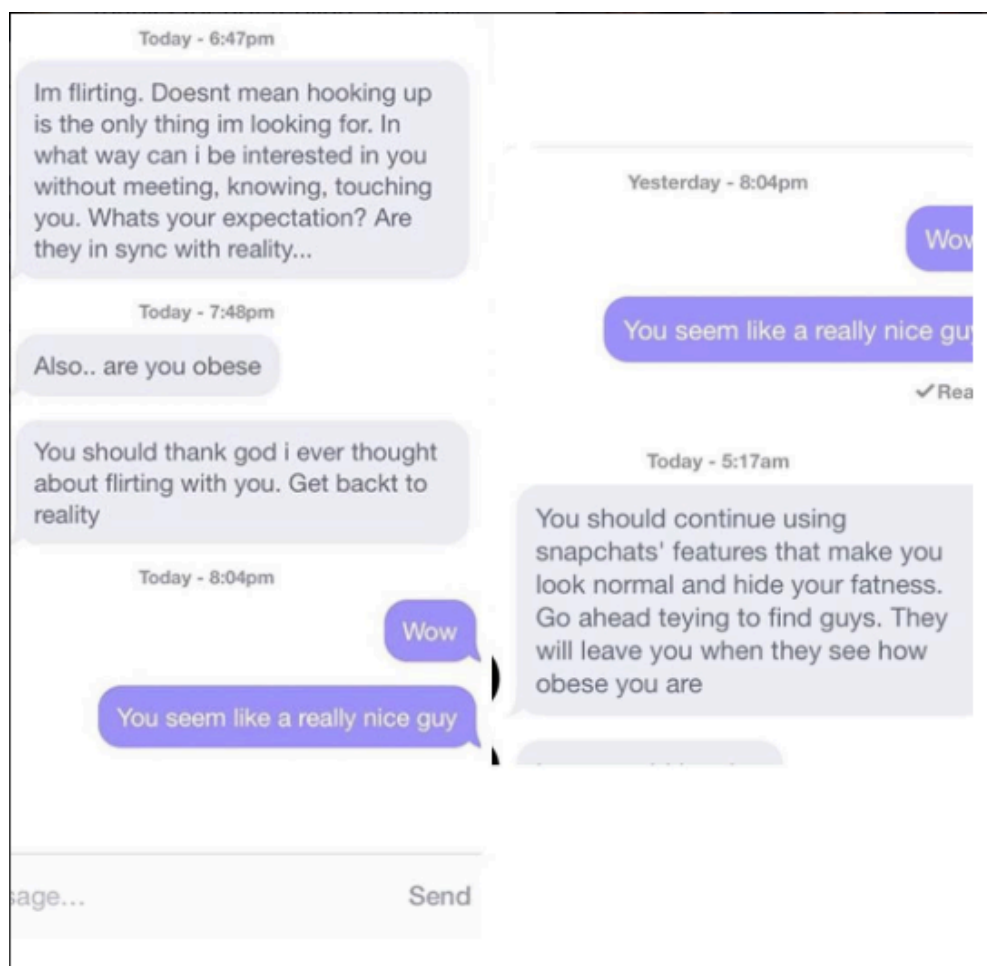 Today - 6:47pm
Im flirting. Doesnt mean hooking up
is the only thing im looking for. In
what way can i be interested in you
without meeting, knowing, touching
you. Whats your expectation? Are
they in sync with reality...
Today - 7:48pm
Also.. are you obese
You should thank god i ever thought
about flirting with you. Get backt to
reality
Today - 8:04pm
Wow
You seem like a really nice guy
sage...
Send
Yesterday - 8:04pm
Wow
You seem like a really nice guy
Rea
Today - 5:17am
You should continue using
snapchats' features that make you
look normal and hide your fatness.
Go ahead teying to find guys. They
will leave you when they see how
obese you are